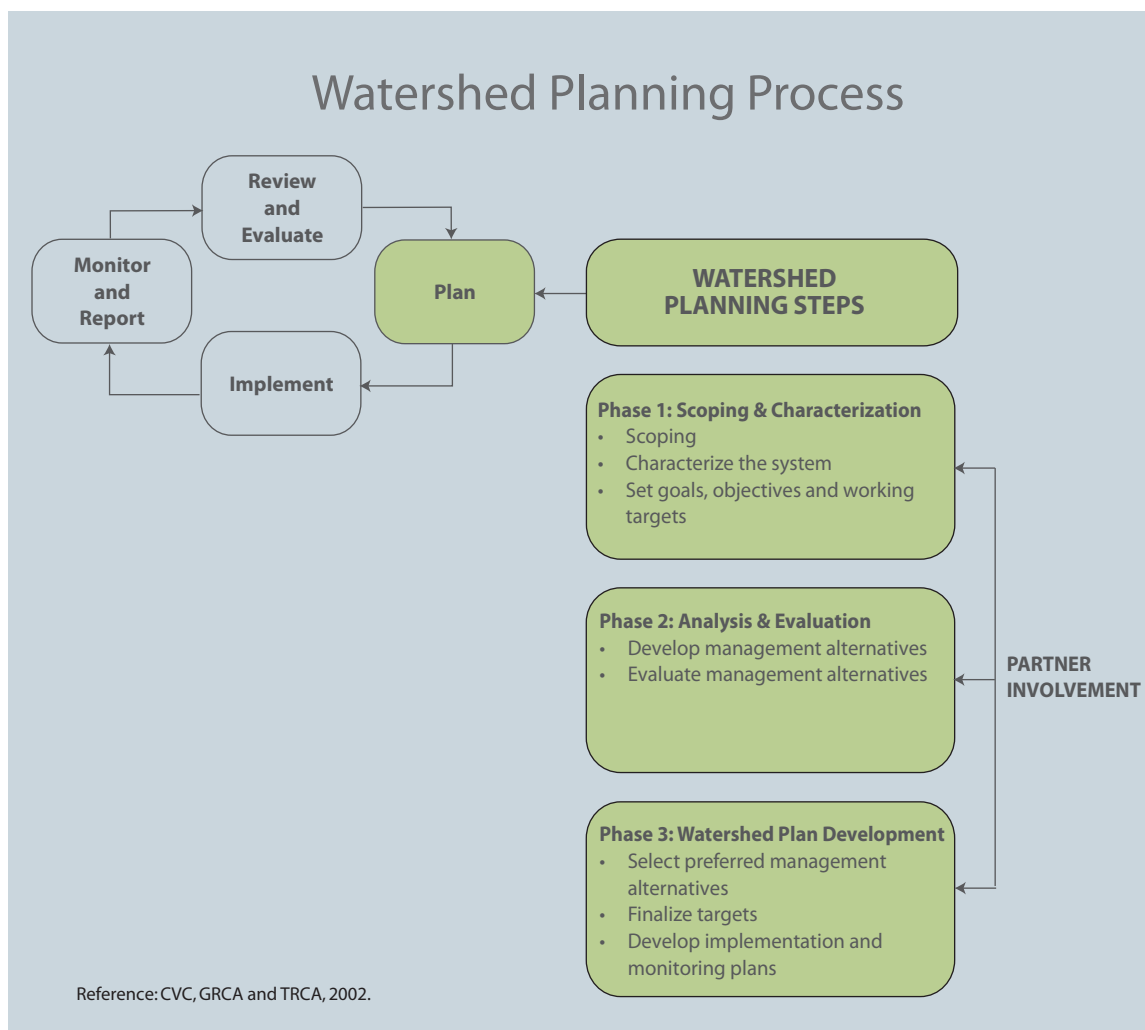 Watershed Planning Process
Review
and
Evaluate
Monitor
and
Report
Plan
Implement
WATERSHED
PLANNING STEPS
Phase 1: Scoping & Characterization
• Scoping
• Characterize the system
• Set goals, objectives and working
targets
Phase 2: Analysis & Evaluation
• Develop management alternatives
• Evaluate management alternatives
PARTNER
INVOLVEMENT
Phase 3: Watershed Plan Development
• Select preferred management
alternatives
• Finalize targets
• Develop implementation and
monitoring plans
Reference: CVC, GRCA and TRCA, 2002.